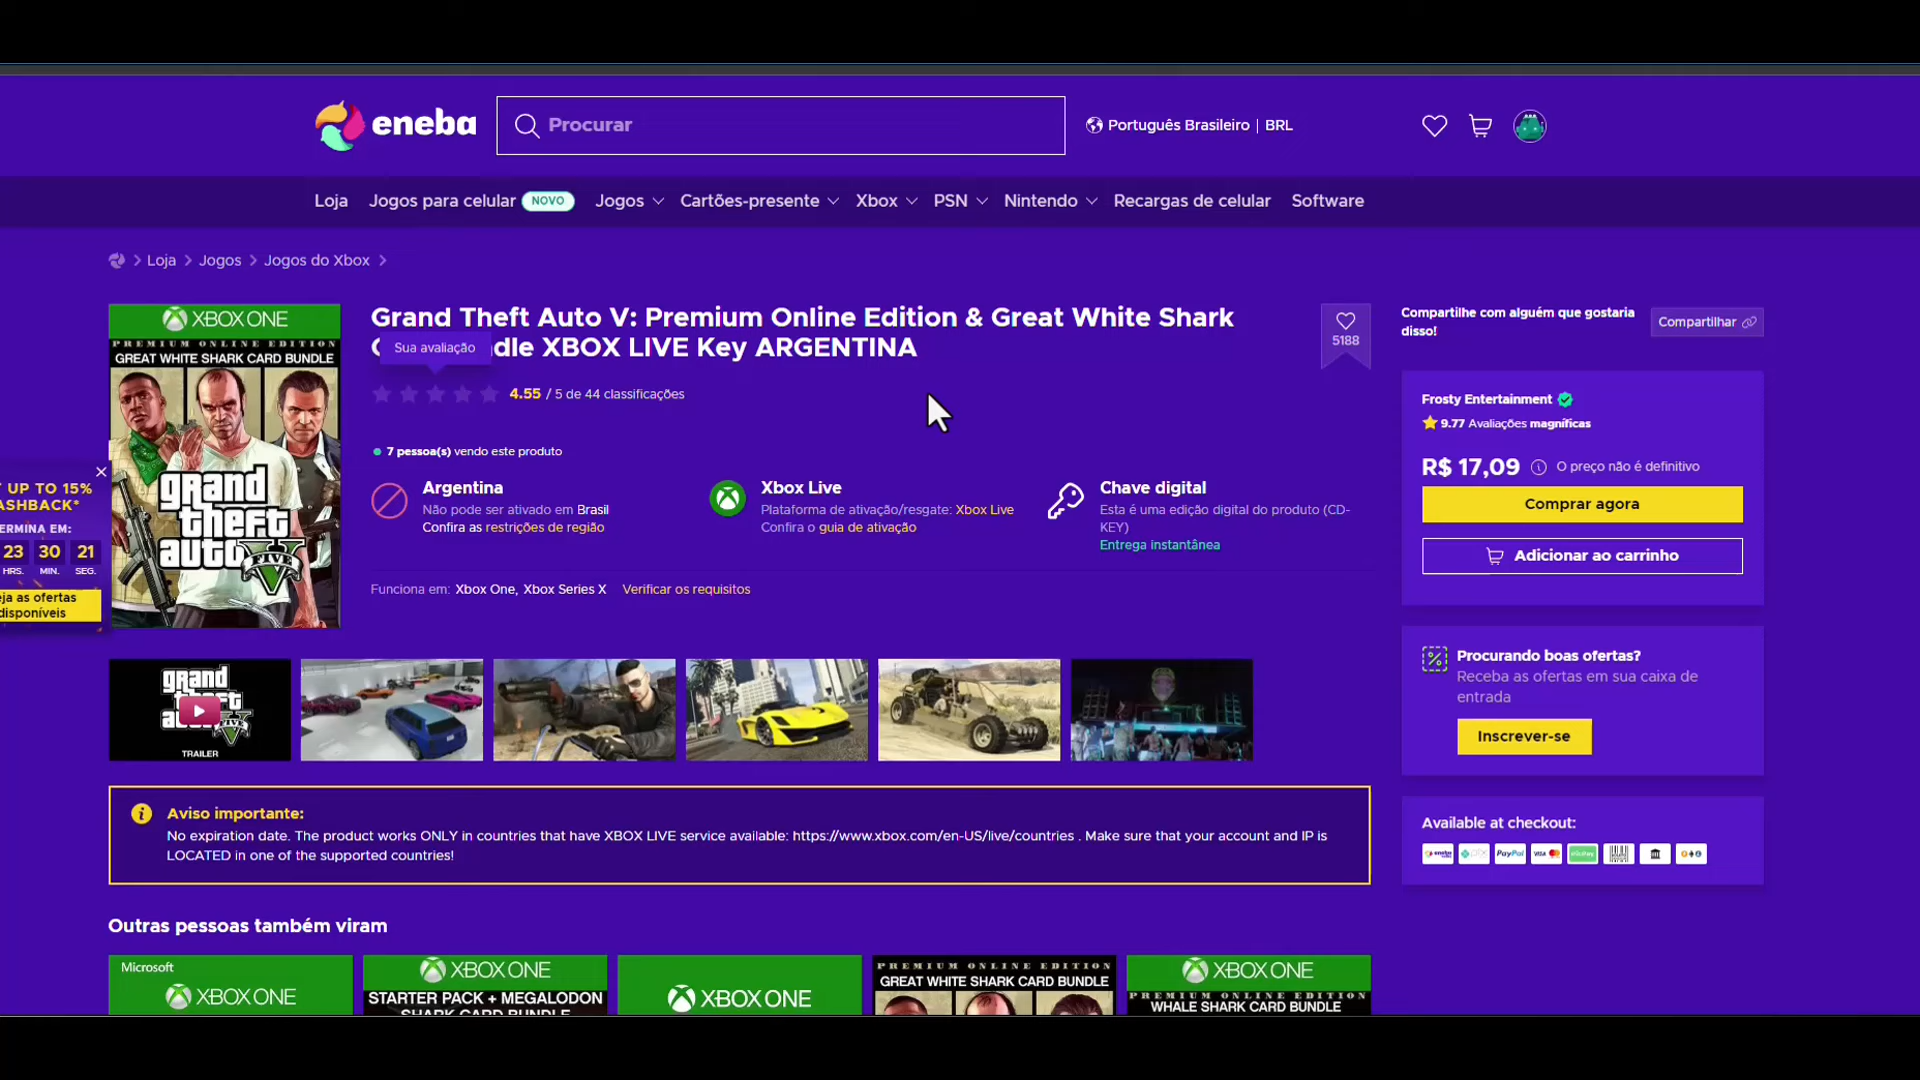 eneba
Procurar
Português Brasileiro | BRL
Loja
Jogos para celular NOVO
Jogos
Cartões-presente
Xbox
PSN
Nintendo
Recargas de celular
Software
Loja
Jogos
Jogos do Xbox
XBOX ONE
PREMIUM ONLINE EDITION
GREAT WHITE SHARK CARD BUNDLE
grand
theft
auto
FIVE
Grand Theft Auto V: Premium Online Edition & Great White Shark
dle XBOX LIVE Key ARGENTINA
Sua avaliação
4.55 / 5 de 44 classificações
5188
7 pessoa(s) vendo este produto
Argentina
Não pode ser ativado em Brasil
Confira as restrições de região
Xbox Live
Plataforma de ativação/resgate: Xbox Live
Confira o guia de ativação
Chave digital
Esta é uma edição digital do produto (CD-
KEY)
Entrega instantânea
Funciona em: Xbox One, Xbox Series X
Verificar os requisitos
UP TO 15%
ASHBACK*
ERMINA EM:
23 30 21
HRS. MIN. SEG.
eja as ofertas
disponíveis
Compartilhe com alguém que gostaria
disso!
Compartilhar
Frosty Entertainment
9.77 Avaliações magníficas
R$ 17,09
O preço não é definitivo
Comprar agora
Adicionar ao carrinho
grand
TRAILER
Procurando boas ofertas?
Receba as ofertas em sua caixa de
entrada
Inscrever-se
Aviso importante:
No expiration date. The product works ONLY in countries that have XBOX LIVE service available: https://www.xbox.com/en-US/live/countries . Make sure that your account and IP is
LOCATED in one of the supported countries!
Available at checkout:
eneba
pix
PayPal
VISA
Outras pessoas também viram
Microsoft
XBOX ONE
XBOX ONE
STARTER PACK + MEGALODON
SHARK CARD BUNDLE
XBOX ONE
PREMIUM ONLINE EDITION
GREAT WHITE SHARK CARD BUNDLE
XBOX ONE
PREMIUM ONLINE EDITION
WHALE SHARK CARD BUNDLE